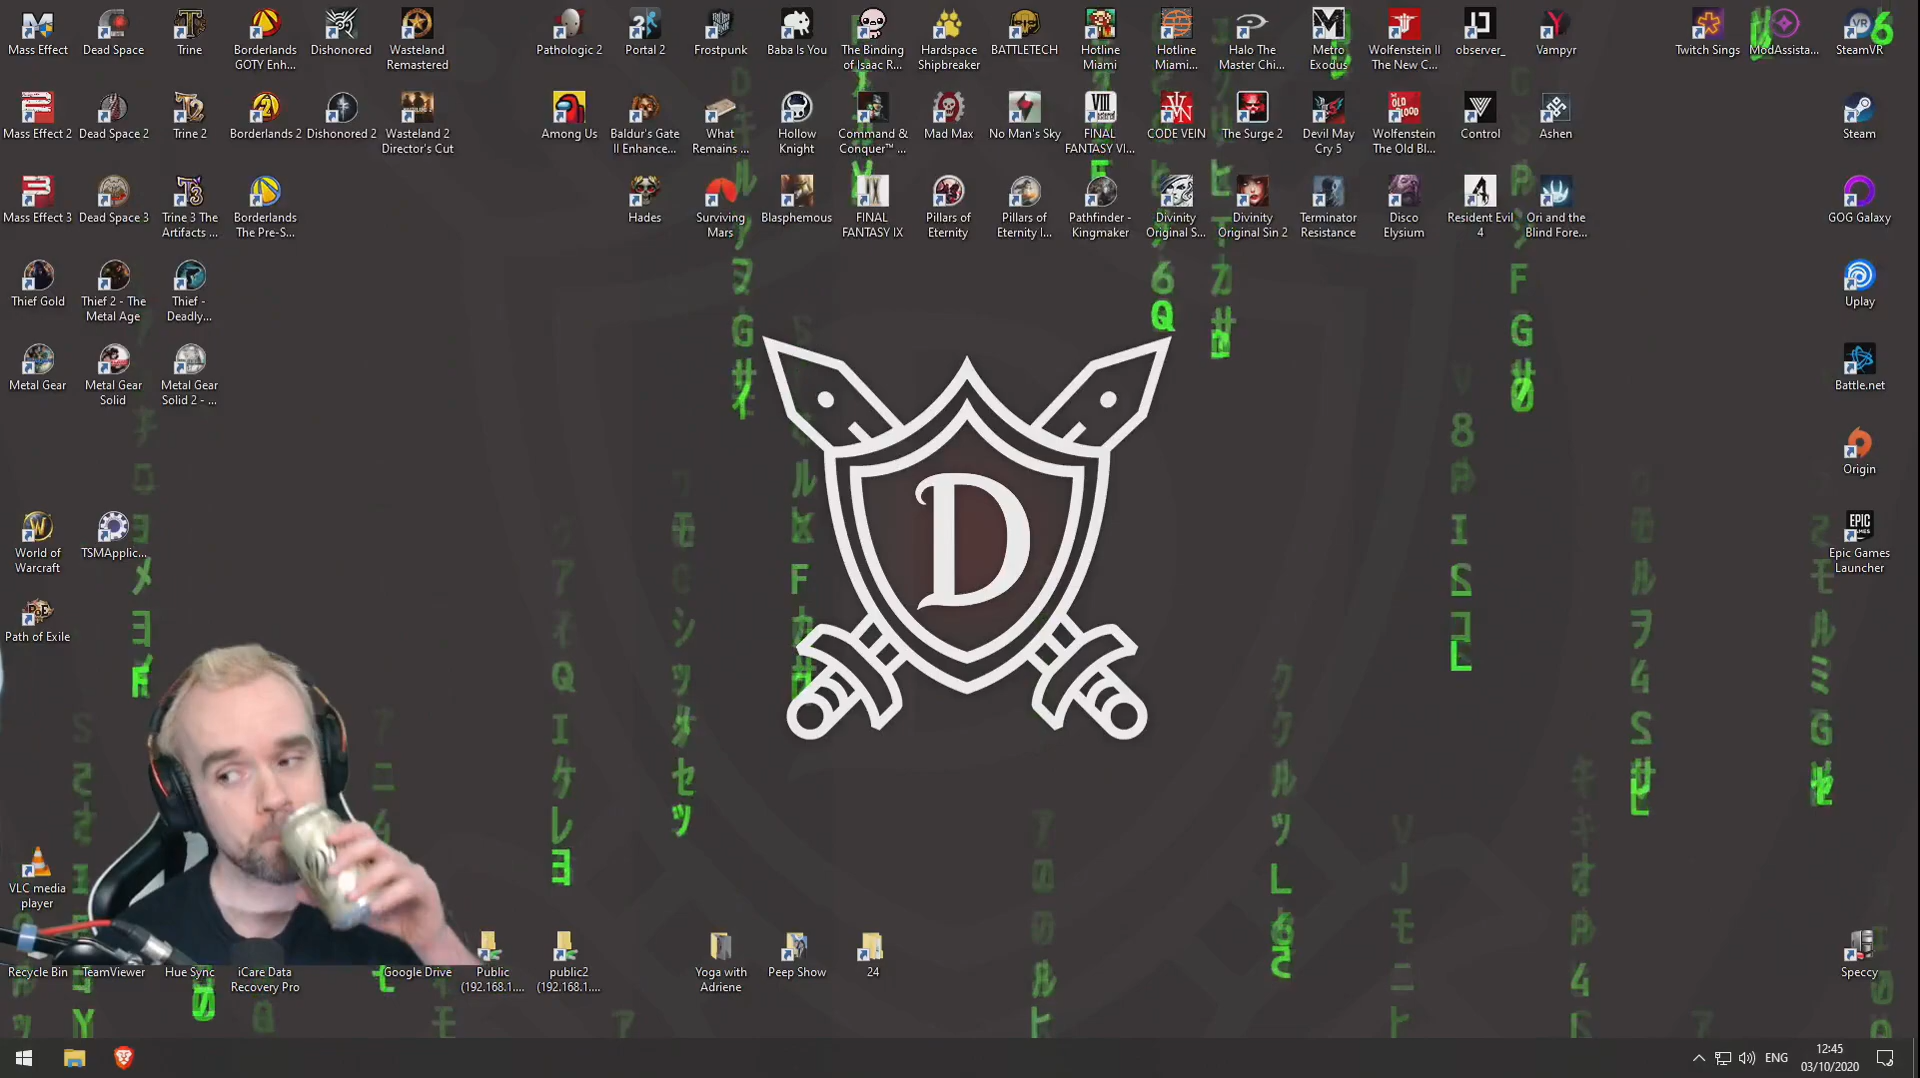 Mass Effect
Dead Space
Trine
Borderlands
GOTY Enh...
Dishonored
Wasteland
Remastered
Pathologic 2
Portal 2
Frostpunk
Baba Is You
The Binding
of Isaac R...
Hardspace
Shipbreaker
BATTLETECH
Hotline
Miami
Hotline
Miami...
Halo The
Master Chi...
Metro
Exodus
Wolfenstein II
The New C...
observer_
Vampyr
Twitch Sings
ModAssista...
SteamVR
Mass Effect 2
Dead Space 2
Trine 2
Borderlands 2
Dishonored 2
Wasteland 2
Director's Cut
Among Us
Baldur's Gate
II Enhance...
What
Remains ...
Hollow
Knight
Command &
Conquer™ ...
Mad Max
No Man's Sky
FINAL
FANTASY VI...
CODE VEIN
The Surge 2
Devil May
Cry 5
Wolfenstein
The Old Bl...
Control
Ashen
Steam
Mass Effect 3
Dead Space 3
Trine 3 The
Artifacts ...
Borderlands
The Pre-S...
Hades
Surviving
Mars
Blasphemous
FINAL
FANTASY IX
Pillars of
Eternity
Pillars of
Eternity I...
Pathfinder -
Kingmaker
Divinity
Original S...
Divinity
Original Sin 2
Terminator
Resistance
Disco
Elysium
Resident Evil
4
Ori and the
Blind Fore...
GOG Galaxy
Thief Gold
Thief 2 - The
Metal Age
Thief -
Deadly...
Uplay
Metal Gear
Metal Gear
Solid
Metal Gear
Solid 2 - ...
Battle.net
Origin
D
World of
Warcraft
TSMApplic...
EPIC
GAMES
Epic Games
Launcher
Path of Exile
VLC media
player
Recycle Bin
TeamViewer
Hue Sync
iCare Data
Recovery Pro
Google Drive
Public
(192.168.1....
public2
(192.168.1....
Yoga with
Adriene
Peep Show
24
Speccy
ENG
12:45
03/10/2020